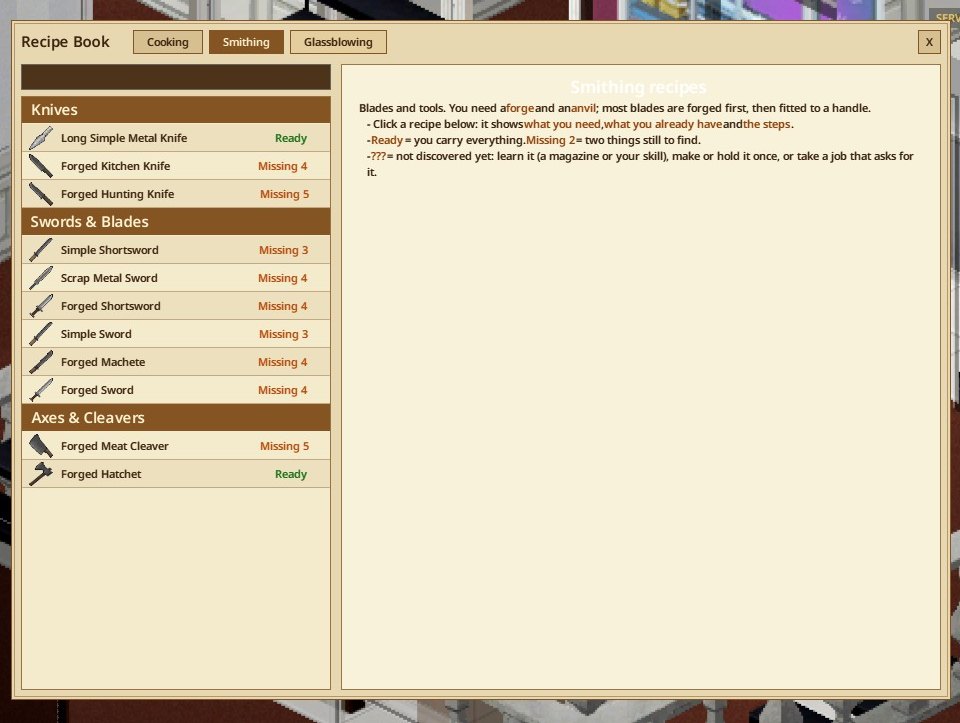 SERV
Recipe Book
Cooking
Smithing
Glassblowing
X
Knives
Long Simple Metal Knife Ready
Forged Kitchen Knife Missing 4
Forged Hunting Knife Missing 5
Swords & Blades
Simple Shortsword Missing 3
Scrap Metal Sword Missing 4
Forged Shortsword Missing 4
Simple Sword Missing 3
Forged Machete Missing 4
Forged Sword Missing 4
Axes & Cleavers
Forged Meat Cleaver Missing 5
Forged Hatchet Ready
Smithing recipes
Blades and tools. You need aforgeand ananvil; most blades are forged first, then fitted to a handle.
- Click a recipe below: it showswhat you need,what you already haveandthe steps.
-Ready= you carry everything.Missing 2= two things still to find.
-???= not discovered yet: learn it (a magazine or your skill), make or hold it once, or take a job that asks for
it.